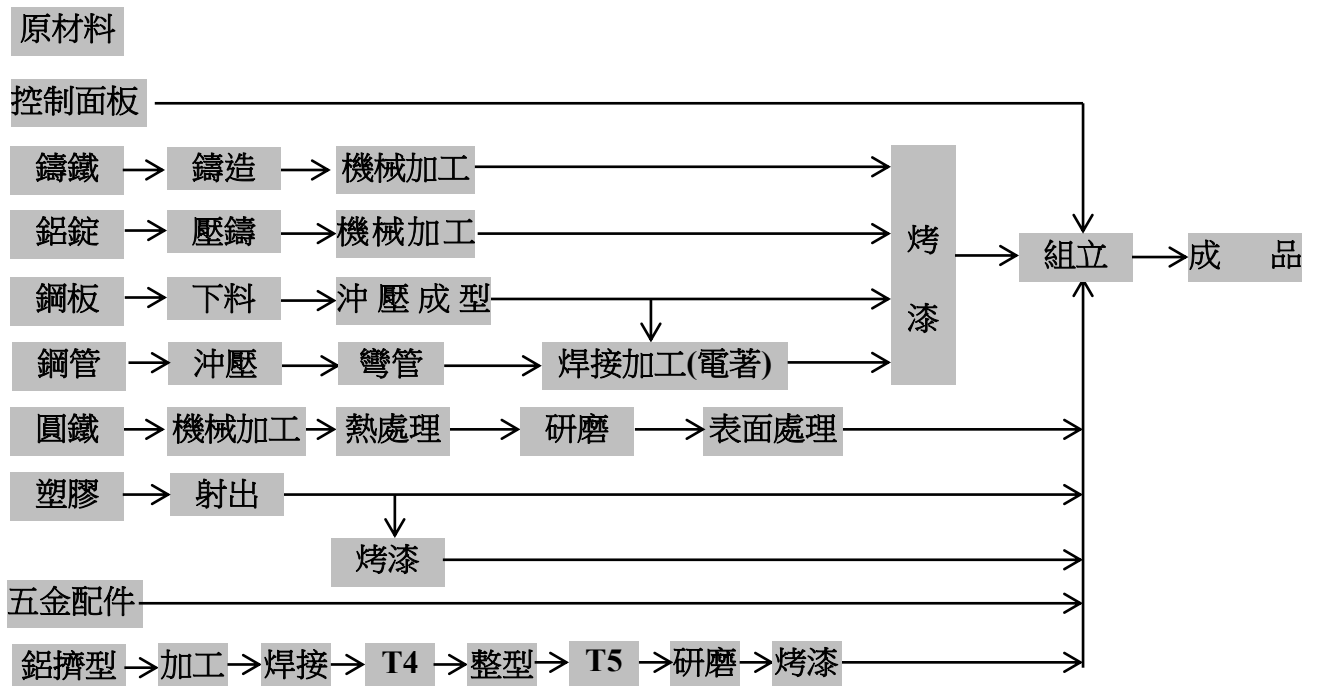 原材料
控制面板
鑄鐵 鑄造 機械加工
鋁錠 壓鑄 機械加工
烤漆
組立 成 品
鋼板 下料 沖壓成型
鋼管 沖壓 彎管 焊接加工(電著)
圓鐵 機械加工 熱處理 研磨 表面處理
塑膠 射出
烤漆
五金配件
鋁擠型 加工 焊接 T4 整型 T5 研磨 烤漆